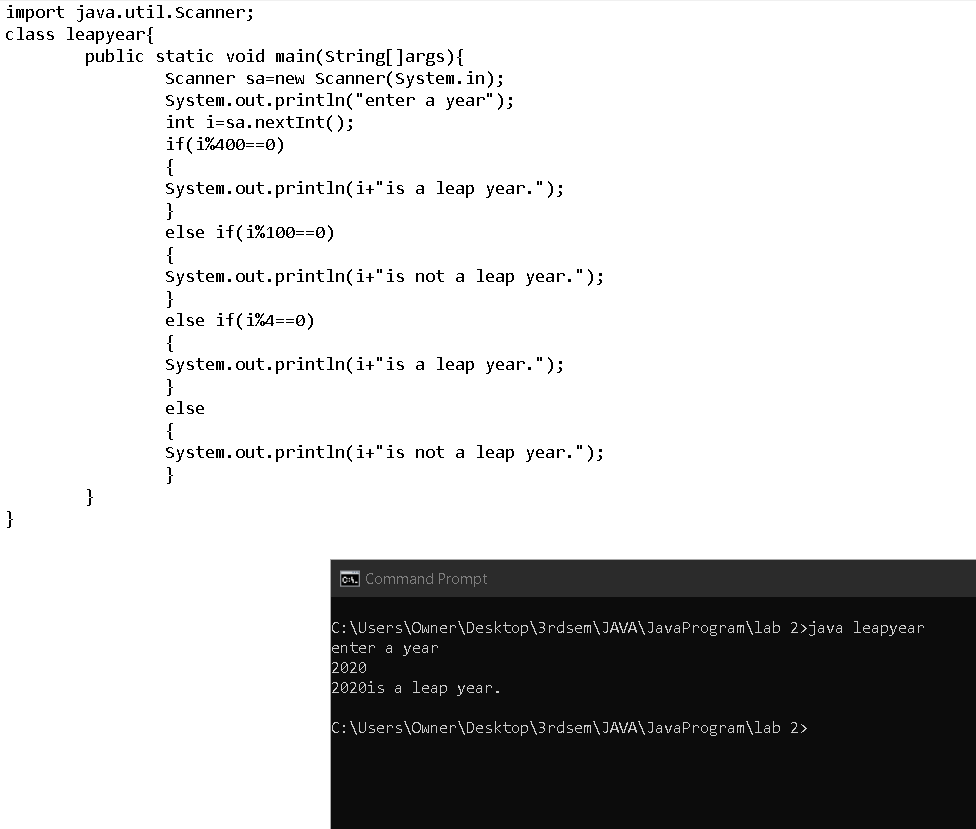 import java.util.Scanner;
class leapyear{
public static void main(String[]args){
Scanner sa=new Scanner(System.in);
System.out.println("enter a year");
int i=sa.nextInt();
if(i%400==0)
{
System.out.println(i+"is a leap year.");
}
else if(i%100==0)
{
System.out.println(i+"is not a leap year.");
}
else if(i%4==0)
{
System.out.println(i+"is a leap year.");
}
else
{
System.out.println(i+"is not a leap year.");
}
}
}
C:\. Command Prompt
C:\Users\Owner\Desktop\3rdsem\JAVA\JavaProgram\lab 2>java leapyear
enter a year
2020
2020is a leap year.
C:\Users\Owner\Desktop\3rdsem\JAVA\JavaProgram\lab 2>